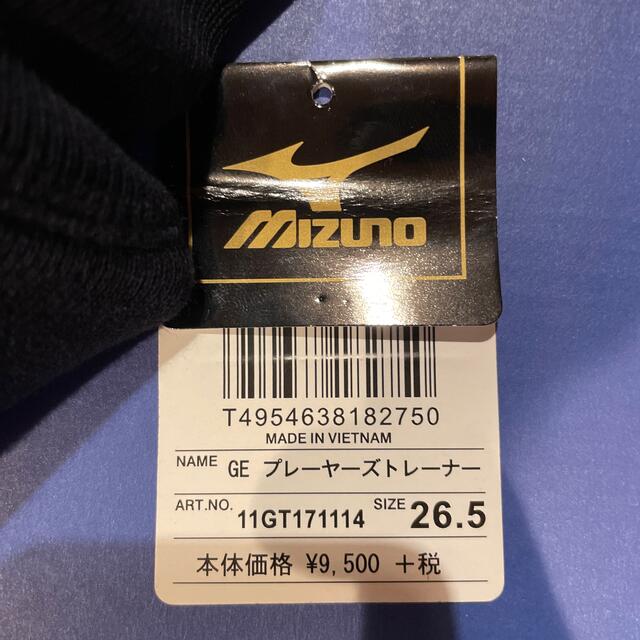 MIZUNO
T4954638182750
MADE IN VIETNAM
NAME GE プレーヤーズトレーナー
ART.NO. 11GT171114 SIZE 26.5
本体価格 ¥9,500 +税